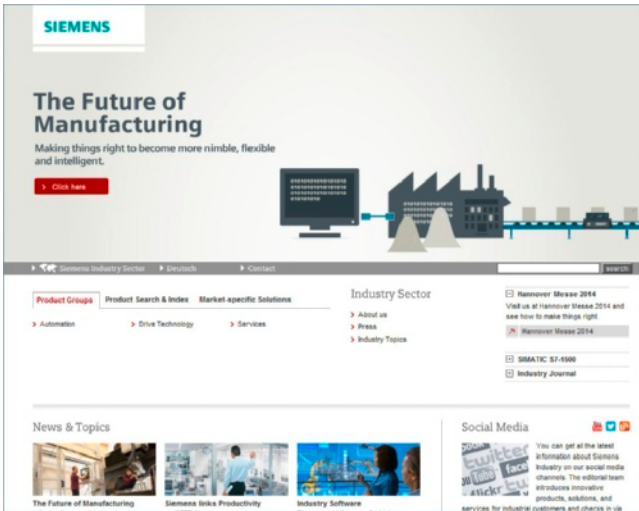 SIEMENS
The Future of
Manufacturing
Making things right to become more nimble, flexible
and intelligent.
Click here
Siemens Industry Sector Deutsch Contact search
Product Groups Product Search & Index Market-specific Solutions
Automation Drive Technology Services
Industry Sector
About us
Press
Industry Topics
Hannover Messe 2014
Visit us at Hannover Messe 2014 and
see how to make things right
Hannover Messe 2014
SIMATIC S7-1500
Industry Journal
News & Topics
The Future of Manufacturing
Siemens links Productivity
Industry Software
Social Media
twitter
face
flickr
You can get all the latest
information about Siemens
Industry on our social media
channels. The editorial team
introduces innovative
products, solutions, and
services for industrial customers and checks in via